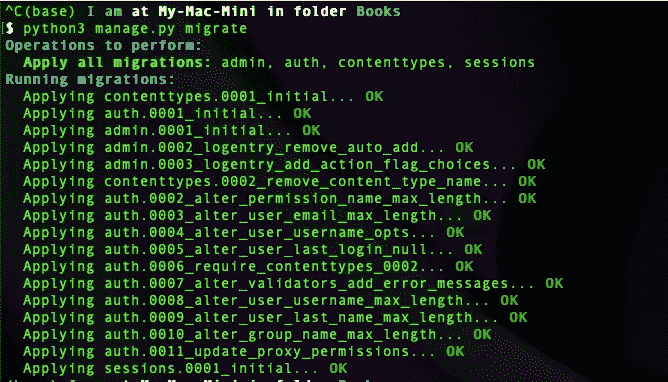 ^C(base) I am at My-Mac-Mini in folder Books
$ python3 manage.py migrate
Operations to perform:
  Apply all migrations: admin, auth, contenttypes, sessions
Running migrations:
  Applying contenttypes.0001_initial... OK
  Applying auth.0001_initial... OK
  Applying admin.0001_initial... OK
  Applying admin.0002_logentry_remove_auto_add... OK
  Applying admin.0003_logentry_add_action_flag_choices... OK
  Applying contenttypes.0002_remove_content_type_name... OK
  Applying auth.0002_alter_permission_name_max_length... OK
  Applying auth.0003_alter_user_email_max_length... OK
  Applying auth.0004_alter_user_username_opts... OK
  Applying auth.0005_alter_user_last_login_null... OK
  Applying auth.0006_require_contenttypes_0002... OK
  Applying auth.0007_alter_validators_add_error_messages... OK
  Applying auth.0008_alter_user_username_max_length... OK
  Applying auth.0009_alter_user_last_name_max_length... OK
  Applying auth.0010_alter_group_name_max_length... OK
  Applying auth.0011_update_proxy_permissions... OK
  Applying sessions.0001_initial... OK